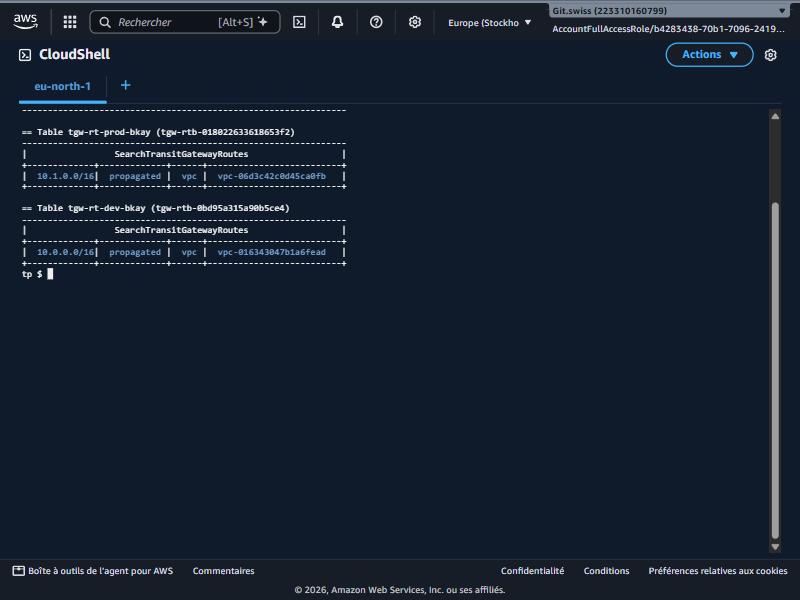 aws
Rechercher [Alt+S]
Europe (Stockho
Git.swiss (223310160799)
AccountFullAccessRole/b4283438-70b1-7096-2419...
CloudShell
Actions
eu-north-1
+
------------------------------------------------------------------------
== Table tgw-rt-prod-bkay (tgw-rtb-018022633618653f2)
------------------------------------------------------------------------
| SearchTransitGatewayRoutes |
+----------------+----------------+-------+------------------------------+
| 10.1.0.0/16| propagated | vpc | vpc-06d3c42c0d45ca0fb |
+----------------+----------------+-------+------------------------------+
== Table tgw-rt-dev-bkay (tgw-rtb-0bd95a315a90b5ce4)
------------------------------------------------------------------------
| SearchTransitGatewayRoutes |
+----------------+----------------+-------+------------------------------+
| 10.0.0.0/16| propagated | vpc | vpc-016343047b1a6fead |
+----------------+----------------+-------+------------------------------+
tp $
Boîte à outils de l'agent pour AWS
Commentaires
Confidentialité
Conditions
Préférences relatives aux cookies
© 2026, Amazon Web Services, Inc. ou ses affiliés.